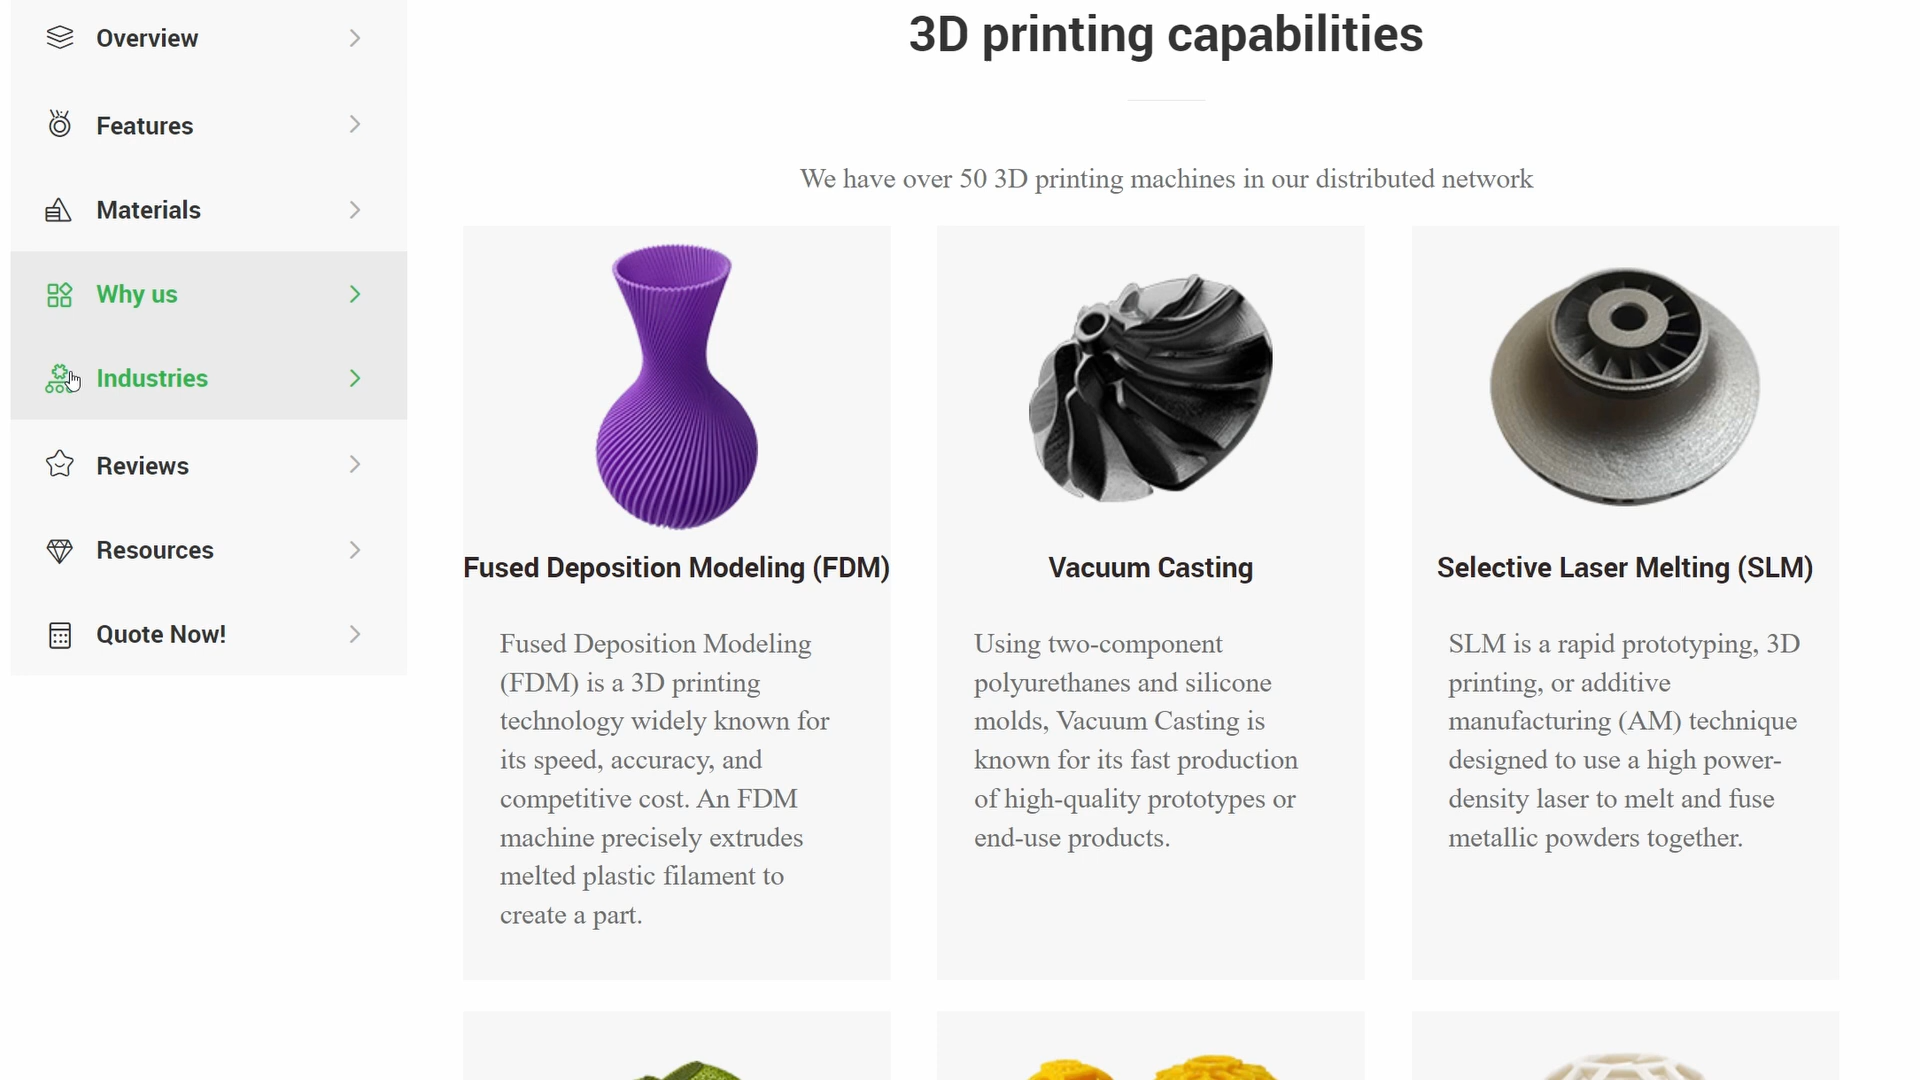 Overview
Features
Materials
Why us
Industries
Reviews
Resources
Quote Now!
3D printing capabilities
We have over 50 3D printing machines in our distributed network
Fused Deposition Modeling (FDM)
Fused Deposition Modeling
(FDM) is a 3D printing
technology widely known for
its speed, accuracy, and
competitive cost. An FDM
machine precisely extrudes
melted plastic filament to
create a part.
Vacuum Casting
Using two-component
polyurethanes and silicone
molds, Vacuum Casting is
known for its fast production
of high-quality prototypes or
end-use products.
Selective Laser Melting (SLM)
SLM is a rapid prototyping, 3D
printing, or additive
manufacturing (AM) technique
designed to use a high power-
density laser to melt and fuse
metallic powders together.